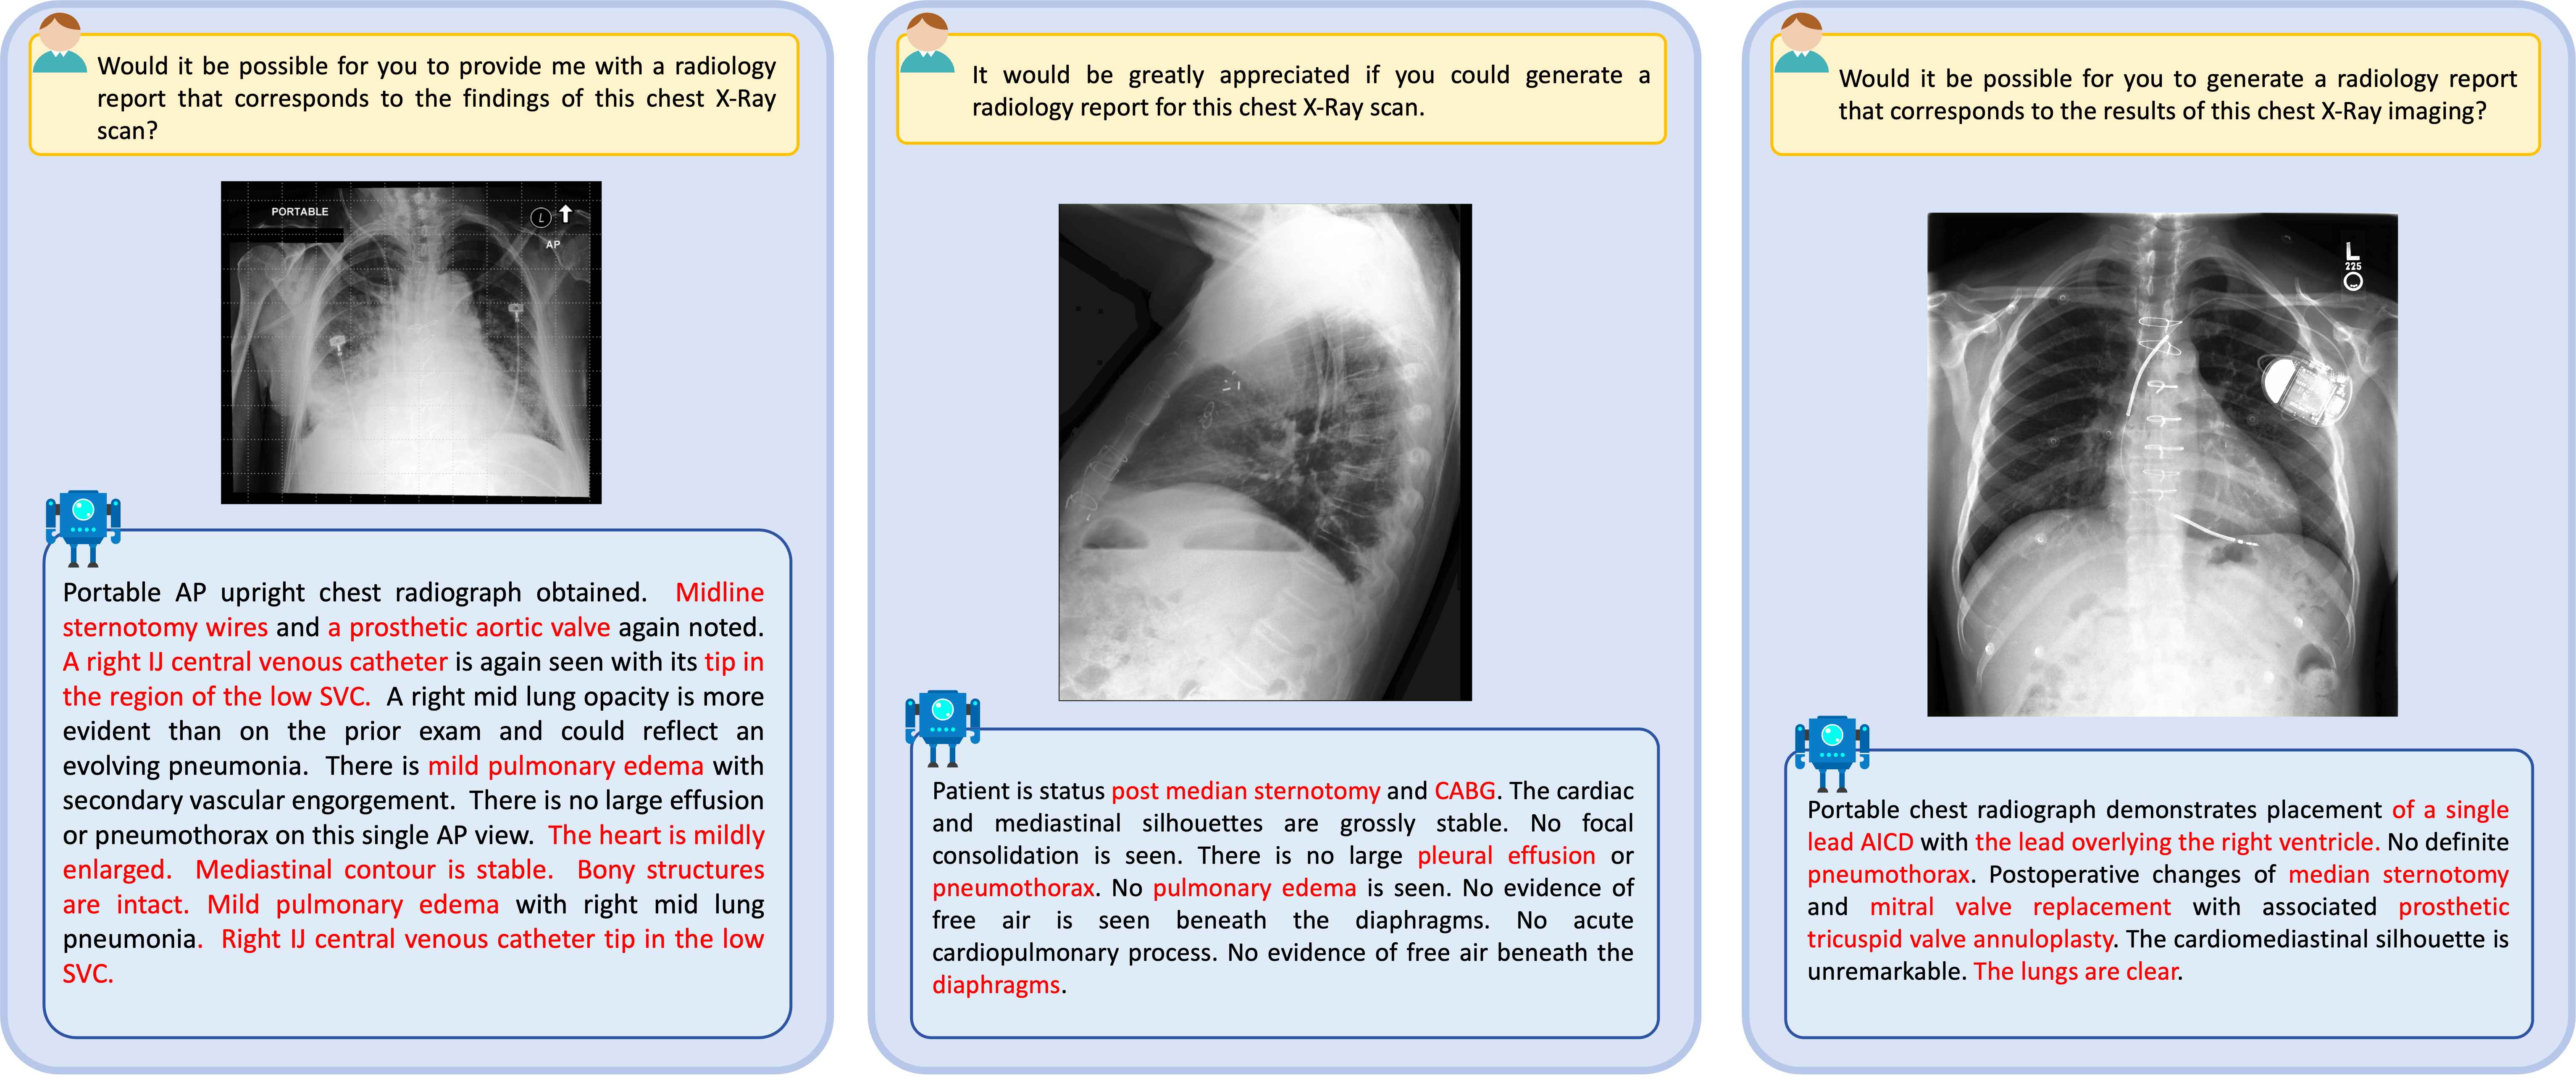 Would it be possible for you to provide me with a radiology
report that corresponds to the findings of this chest X-Ray
scan?
PORTABLE
L
AP
Portable AP upright chest radiograph obtained. Midline
sternotomy wires and a prosthetic aortic valve again noted.
A right IJ central venous catheter is again seen with its tip in
the region of the low SVC. A right mid lung opacity is more
evident than on the prior exam and could reflect an
evolving pneumonia. There is mild pulmonary edema with
secondary vascular engorgement. There is no large effusion
or pneumothorax on this single AP view. The heart is mildly
enlarged. Mediastinal contour is stable. Bony structures
are intact. Mild pulmonary edema with right mid lung
pneumonia. Right IJ central venous catheter tip in the low
SVC.
It would be greatly appreciated if you could generate a
radiology report for this chest X-Ray scan.
Patient is status post median sternotomy and CABG. The cardiac
and mediastinal silhouettes are grossly stable. No focal
consolidation is seen. There is no large pleural effusion or
pneumothorax. No pulmonary edema is seen. No evidence of
free air is seen beneath the diaphragms. No acute
cardiopulmonary process. No evidence of free air beneath the
diaphragms.
Would it be possible for you to generate a radiology report
that corresponds to the results of this chest X-Ray imaging?
L
225
Portable chest radiograph demonstrates placement of a single
lead AICD with the lead overlying the right ventricle. No definite
pneumothorax. Postoperative changes of median sternotomy
and mitral valve replacement with associated prosthetic
tricuspid valve annuloplasty. The cardiomediastinal silhouette is
unremarkable. The lungs are clear.